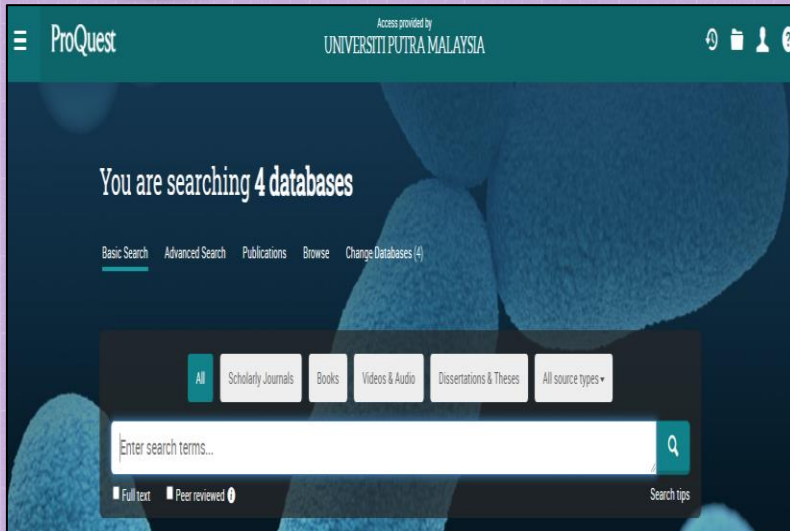 ProQuest
Access provided by
UNIVERSITI PUTRA MALAYSIA
?
You are searching 4 databases
Basic Search Advanced Search Publications Browse Change Databases (4)
All Scholarly Journals Books Videos & Audio Dissertations & Theses All source types
Enter search terms...
Full text Peer reviewed i Search tips